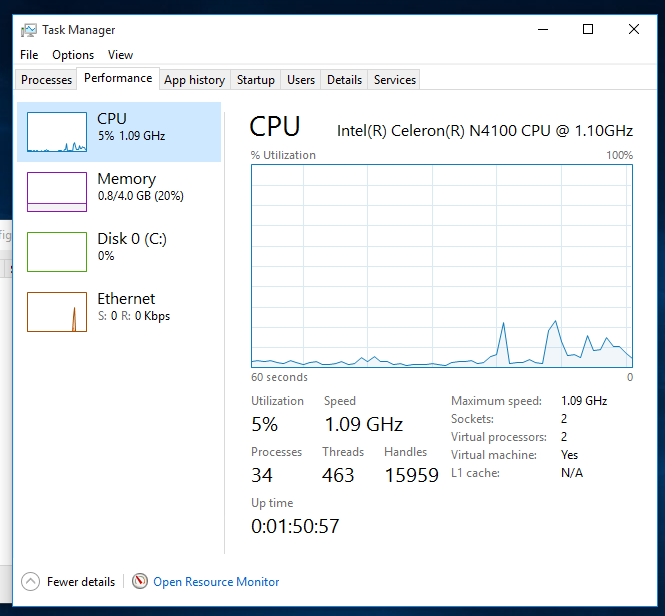 Task Manager
File Options View
Processes Performance App history Startup Users Details Services
CPU
5% 1.09 GHz
Memory
0.8/4.0 GB (20%)
Disk 0 (C:)
0%
Ethernet
S: 0 R: 0 Kbps
CPU Intel(R) Celeron(R) N4100 CPU @ 1.10GHz
% Utilization 100%
60 seconds 0
Utilization Speed
5% 1.09 GHz
Processes Threads Handles
34 463 15959
Up time
0:01:50:57
Maximum speed: 1.09 GHz
Sockets: 2
Virtual processors: 2
Virtual machine: Yes
L1 cache: N/A
Fewer details Open Resource Monitor